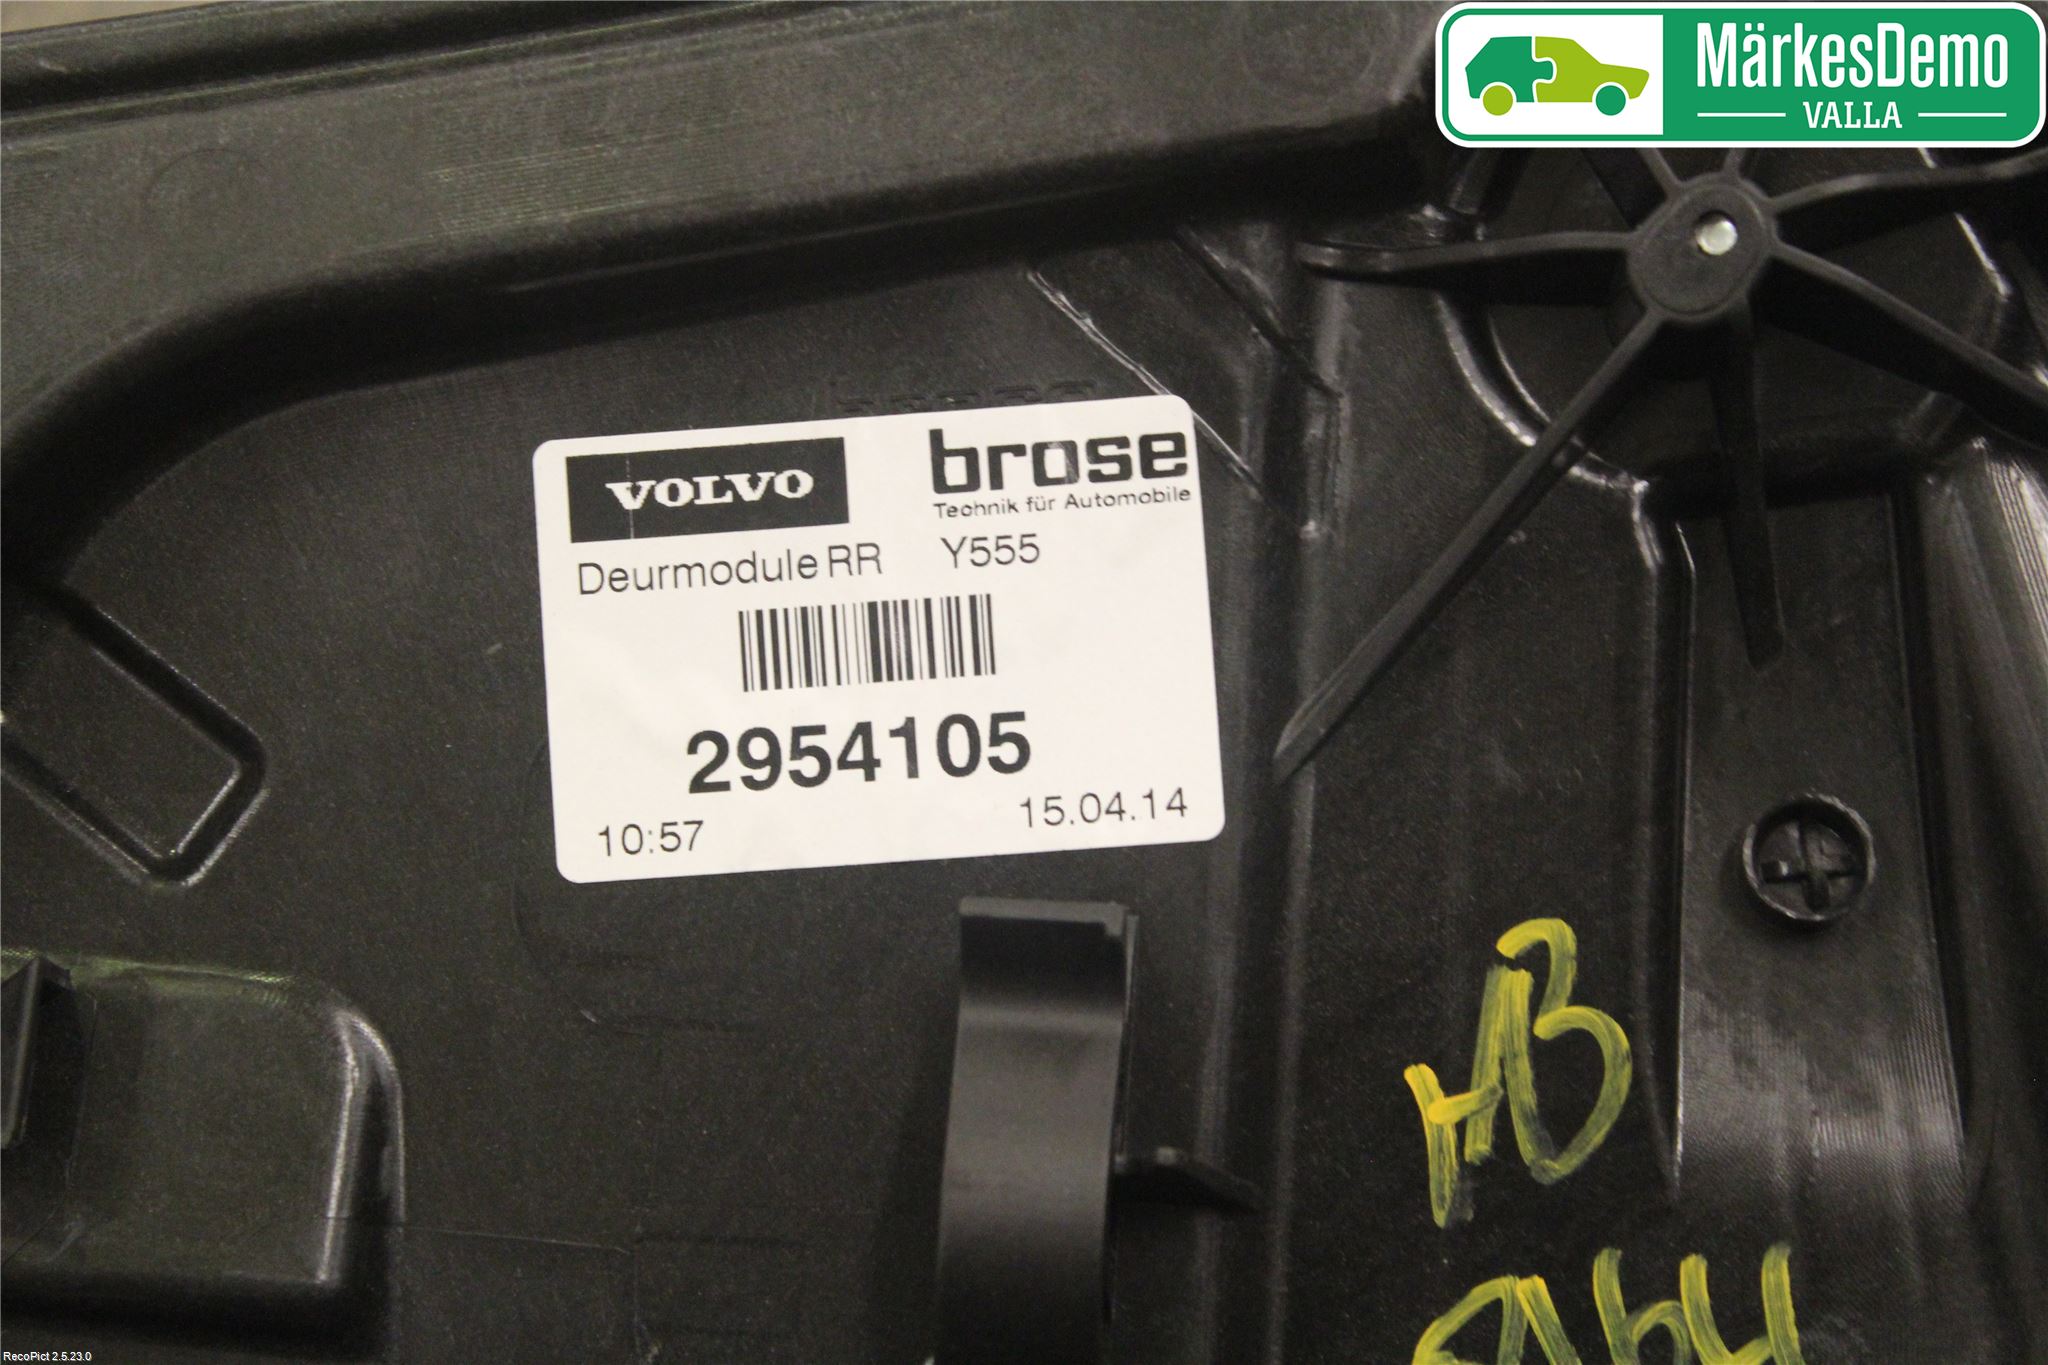 MärkesDemo
VALLA
VOLVO
brose
Technik für Automobile
Deurmodule RR Y555
2954105
10:57 15.04.14
HB
RecoPict 2.5.23.0